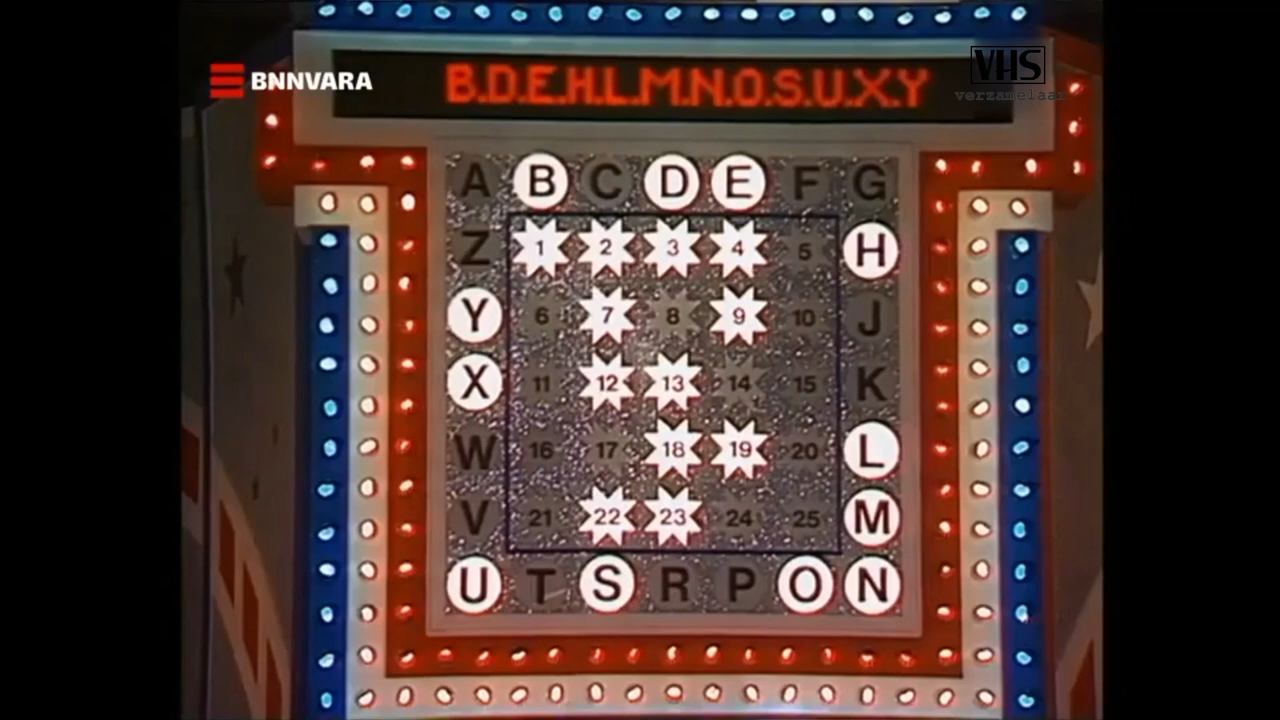 BNNVARA
VHS
verzamelaar
B.D.E.H.L.M.N.O.S.U.X.Y
A B C D E F G
Z 1 2 3 4 5 H
Y 6 7 8 9 10 J
X 11 12 13 14 15 K
W 16 17 18 19 20 L
V 21 22 23 24 25 M
U T S R P O N